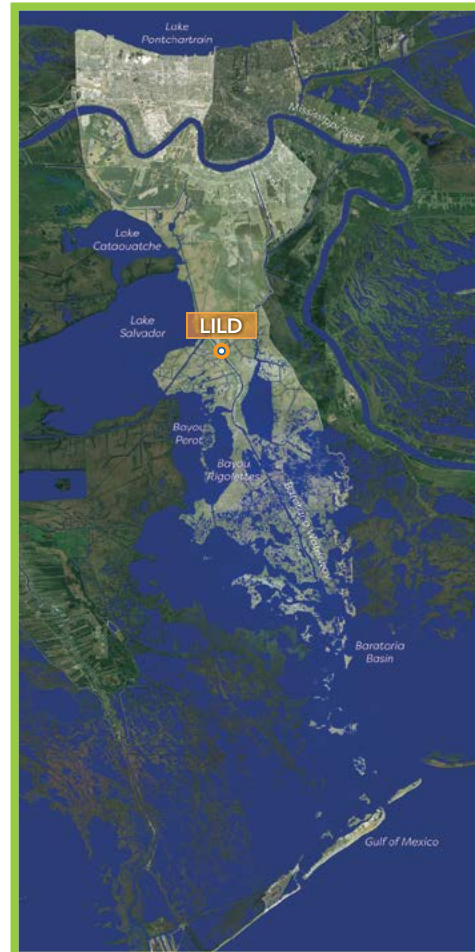 Lake
Pontchartrain
Mississippi River
Lake
Cataouatche
Lake
Salvador
LILD
Bayou
Perot
Bayou
Rigolettes
Barataria Waterway
Barataria
Basin
Gulf of Mexico